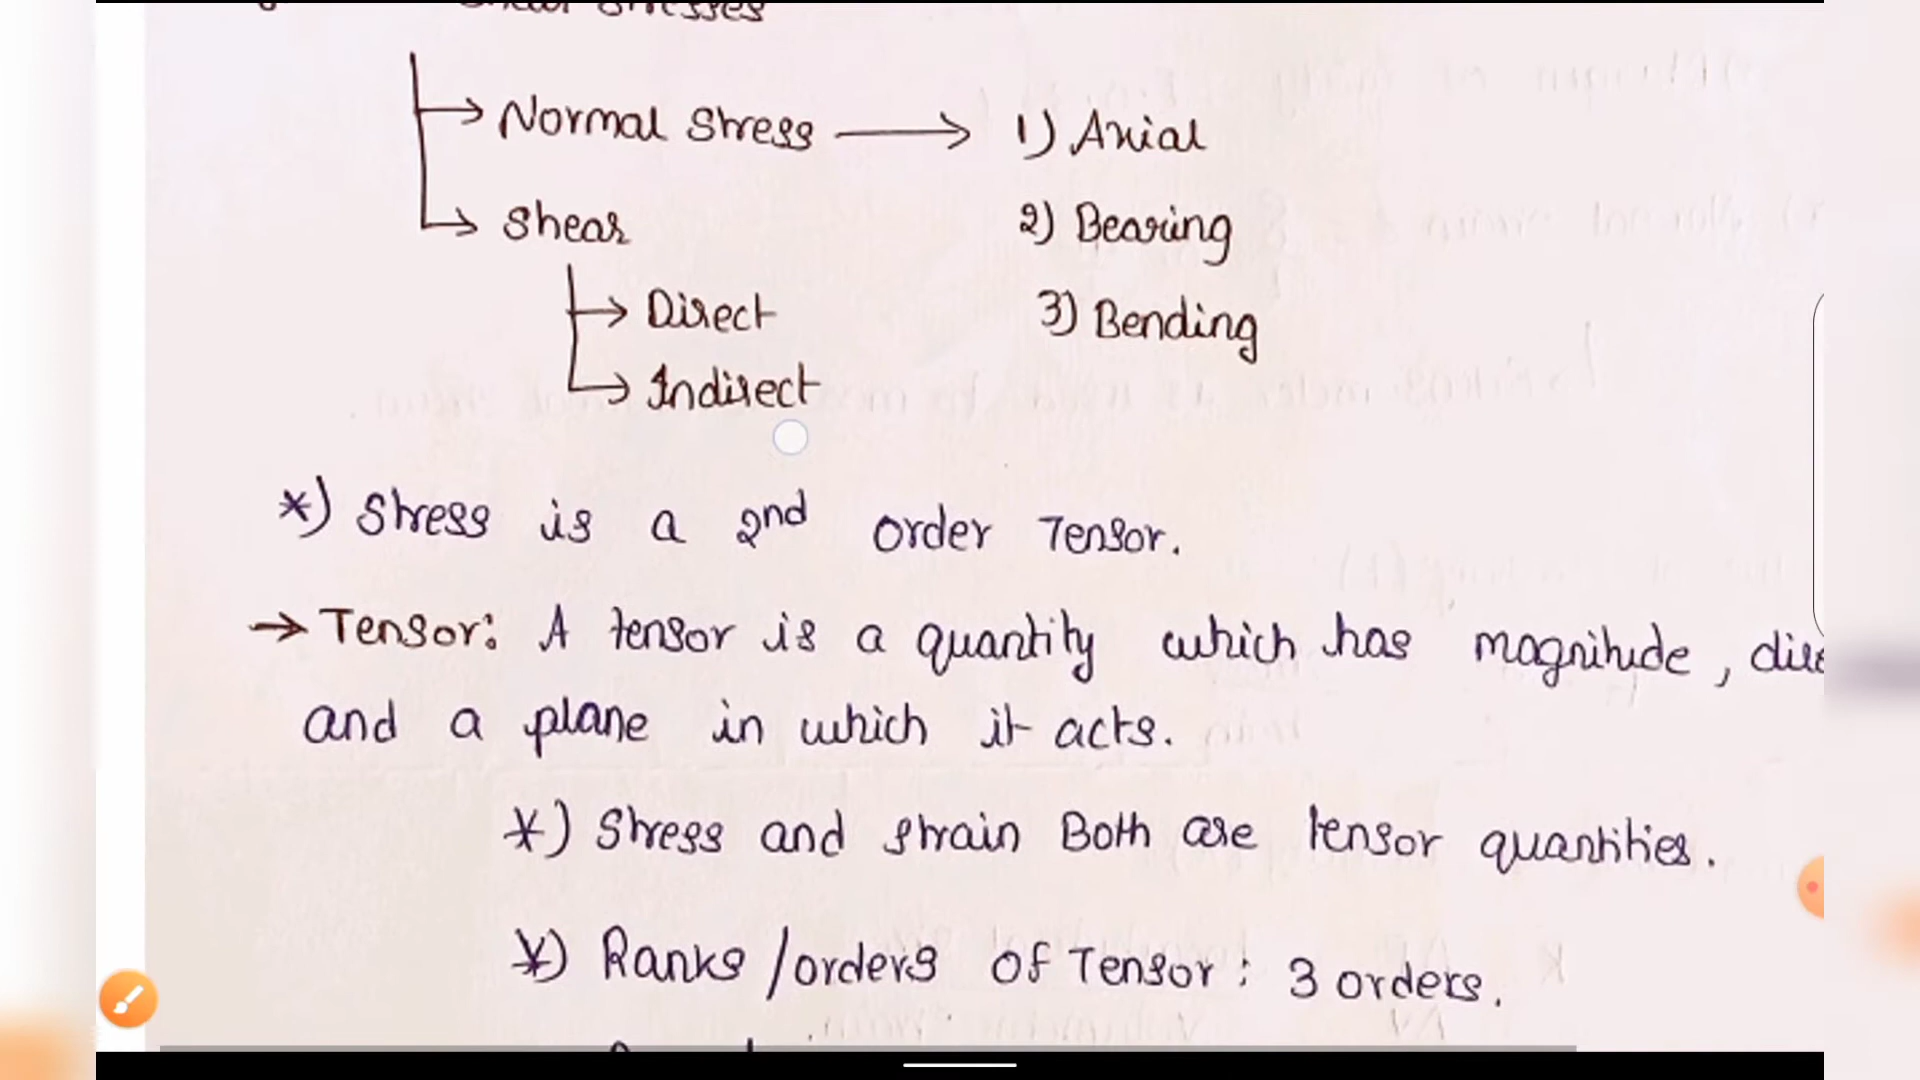 Shear Stresses
Normal Stress → 1) Axial
Shear 2) Bearing
Direct 3) Bending
Indirect
*) Stress is a 2nd order Tensor.
→ Tensor: A tensor is a quantity which has magnitude,
and a plane in which it acts.
*) Stress and strain Both are tensor quantities.
*) Ranks/orders of Tensor: 3 orders.